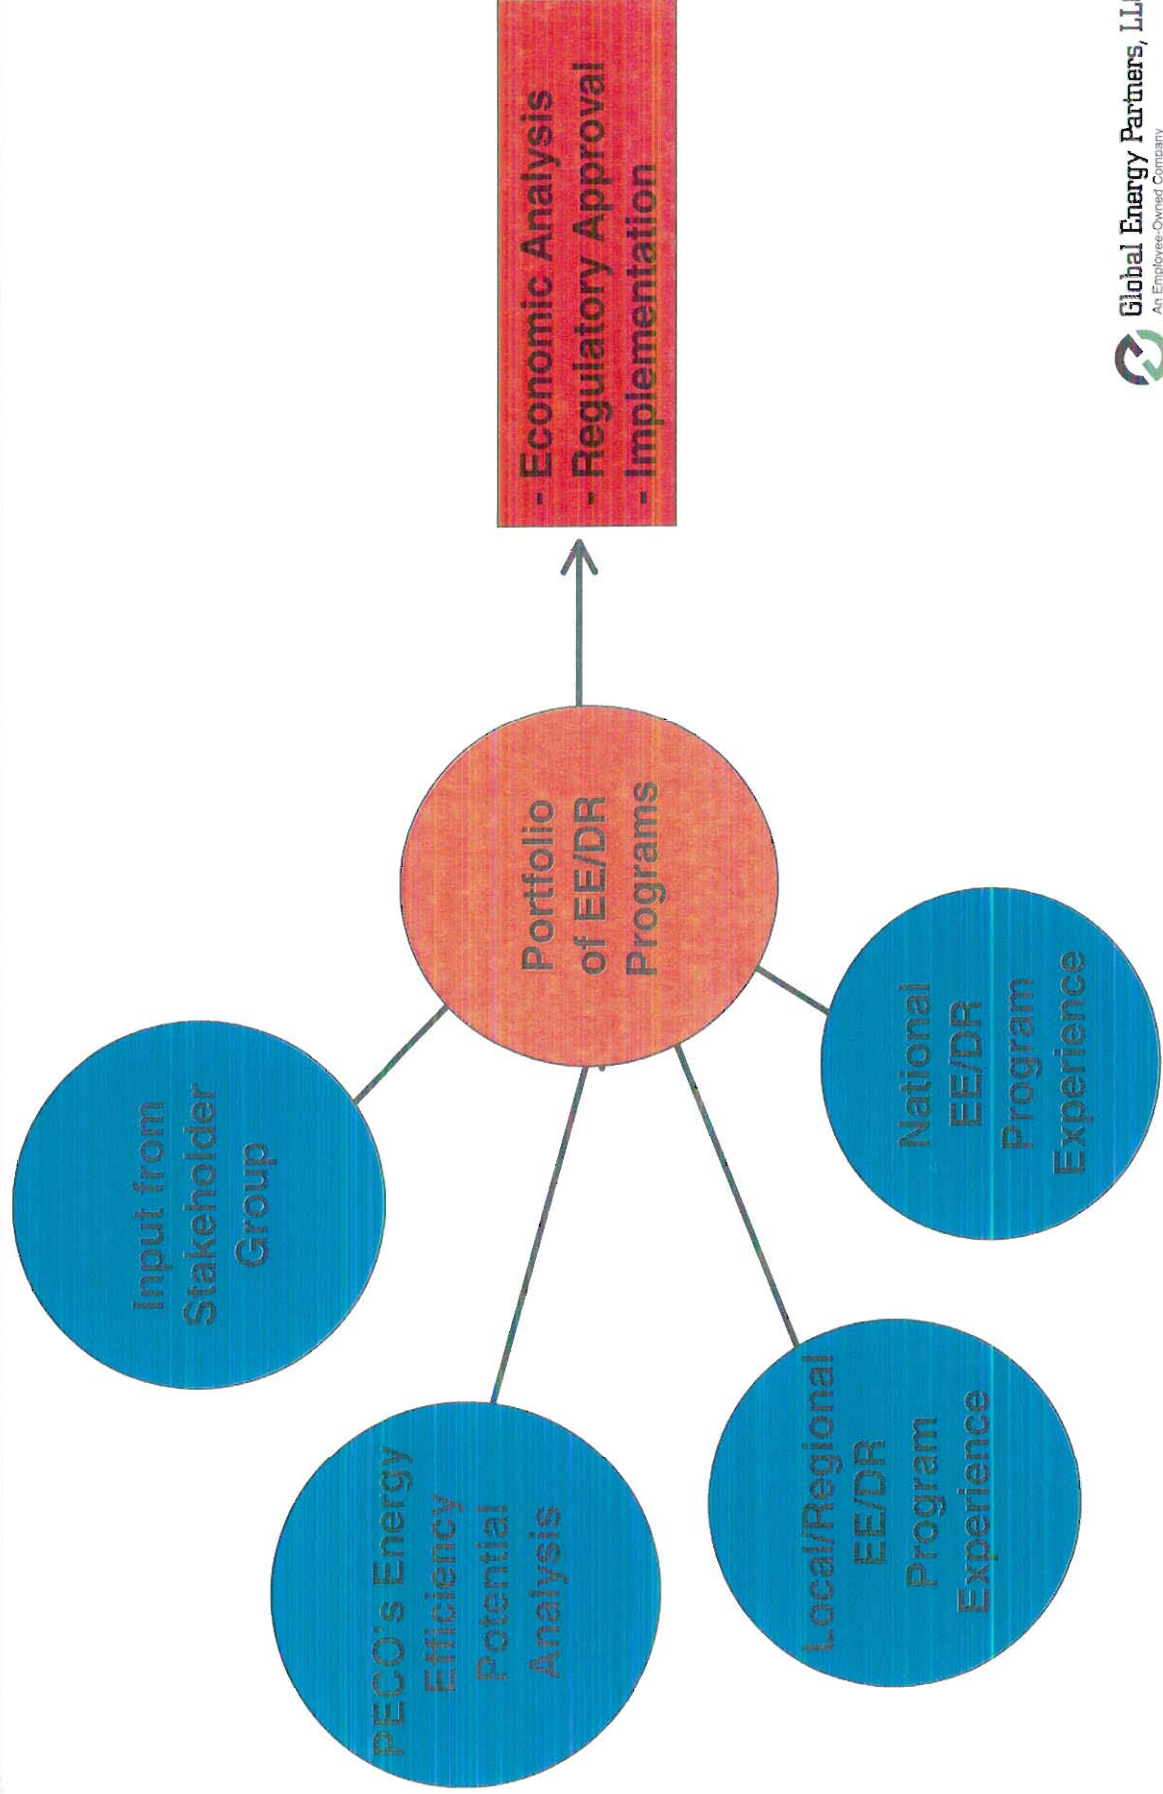 Input from
Stakeholder
Group
PECO's Energy
Efficiency
Potential
Analysis
Local/Regional
EE/DR
Program
Experience
National
EE/DR
Program
Experience
Portfolio
of EE/DR
Programs
- Economic Analysis
- Regulatory Approval
- Implementation
Global Energy Partners, LLC
An Employee-Owned Company